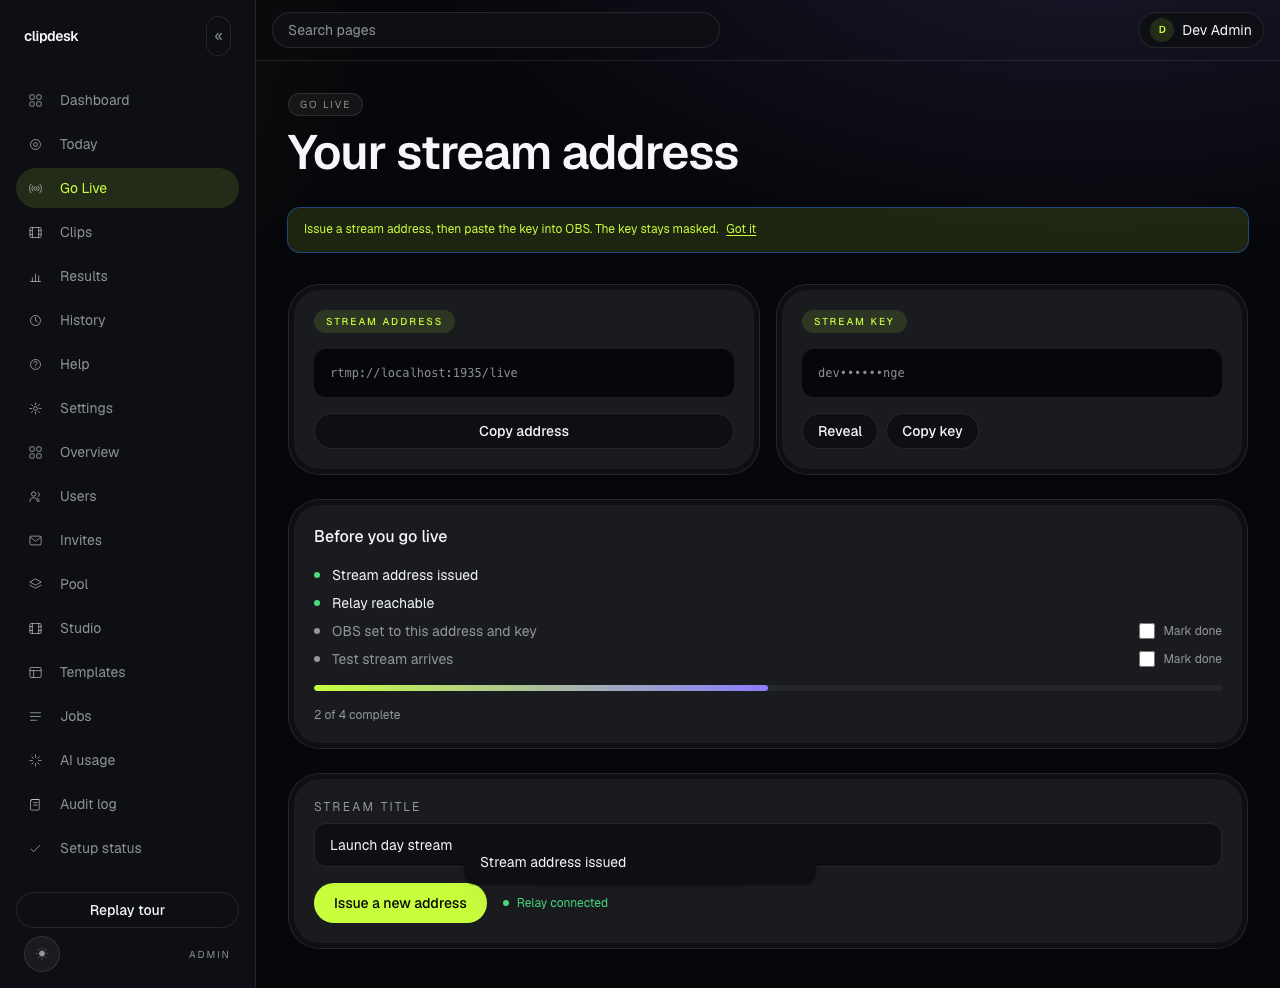 clipdesk
«
Search pages
D
Dev Admin
Dashboard
Today
Go Live
Clips
Results
History
Help
Settings
Overview
Users
Invites
Pool
Studio
Templates
Jobs
AI usage
Audit log
Setup status
Replay tour
ADMIN
GO LIVE
Your stream address
Issue a stream address, then paste the key into OBS. The key stays masked. Got it
STREAM ADDRESS
rtmp://localhost:1935/live
Copy address
STREAM KEY
dev••••••nge
Reveal
Copy key
Before you go live
Stream address issued
Relay reachable
OBS set to this address and key
Mark done
Test stream arrives
Mark done
2 of 4 complete
STREAM TITLE
Launch day stream
Stream address issued
Issue a new address
Relay connected